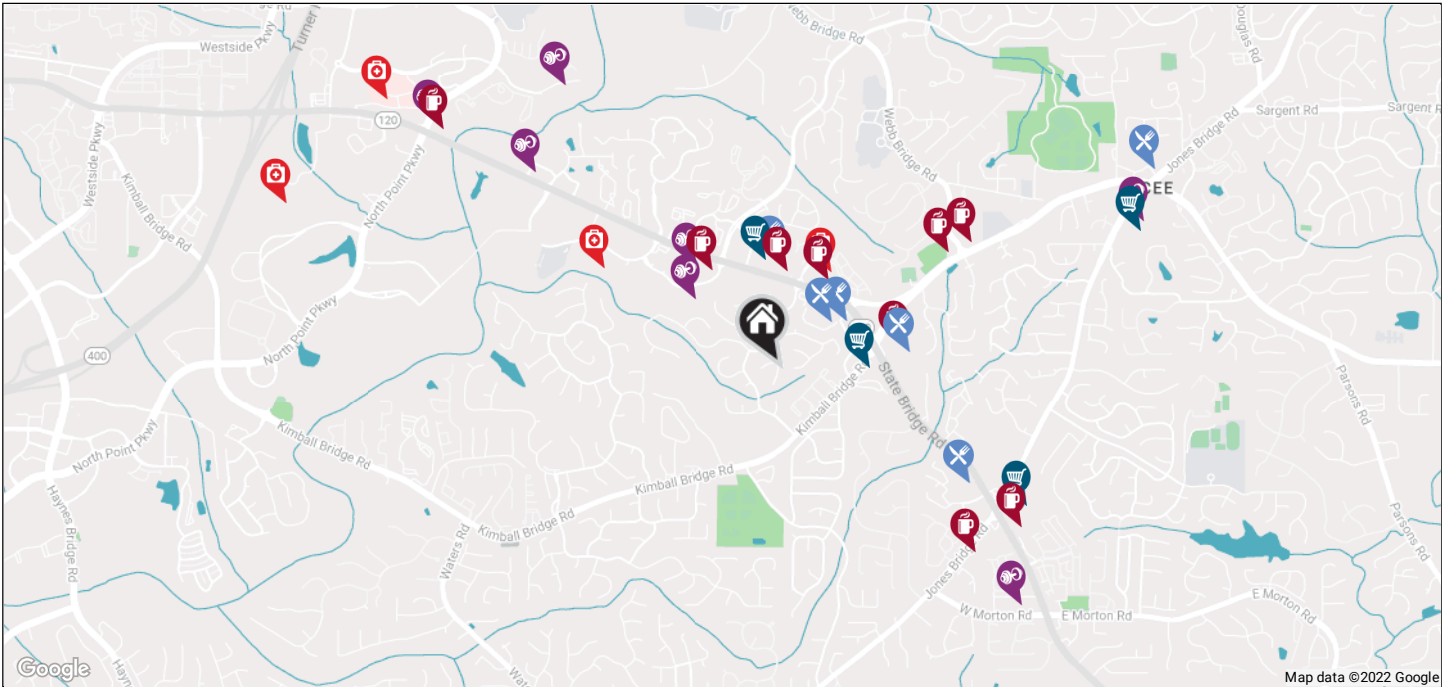 Westside Pkwy
Turner
Webb Bridge Rd
Douglas Rd
Sargent Rd
Sargent R
Jones Bridge Rd
120
Westside Pkwy
Kimball Bridge Rd
North Point Pkwy
Webb Bridge Rd
CEE
North Point Pkwy
400
State Bridge Rd
Kimball Bridge Rd
Parsons Rd
North Point Pkwy
Kimball Bridge Rd
Kimball Bridge Rd
Haynes Bridge Rd
Kimball Bridge Rd
Waters Rd
Parsons Rd
Jones Bridge Rd
W Morton Rd
E Morton Rd
E Morton Rd
Google
Map data ©2022 Google